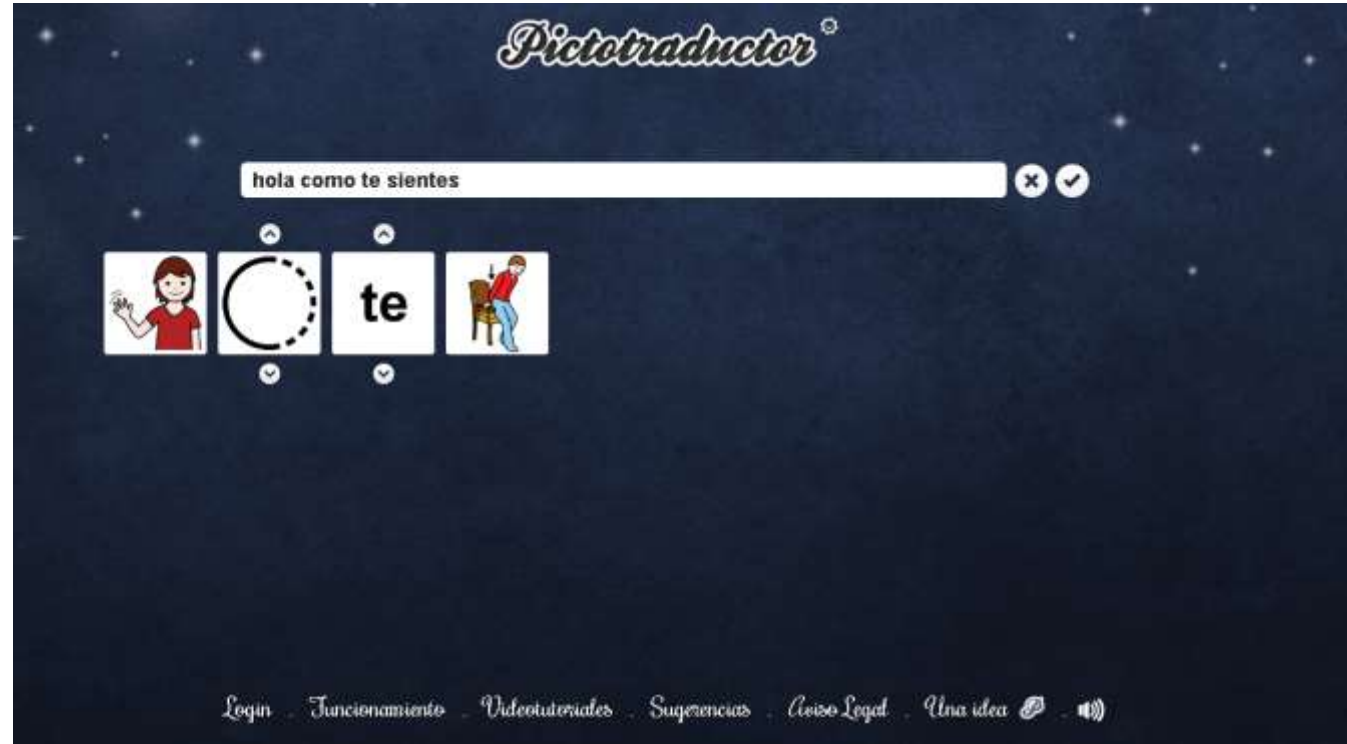 Pictotraductor
hola como te sientes
te
Login . Funcionamiento . Videotutoriales . Sugerencias . Aviso Legal . Una idea .